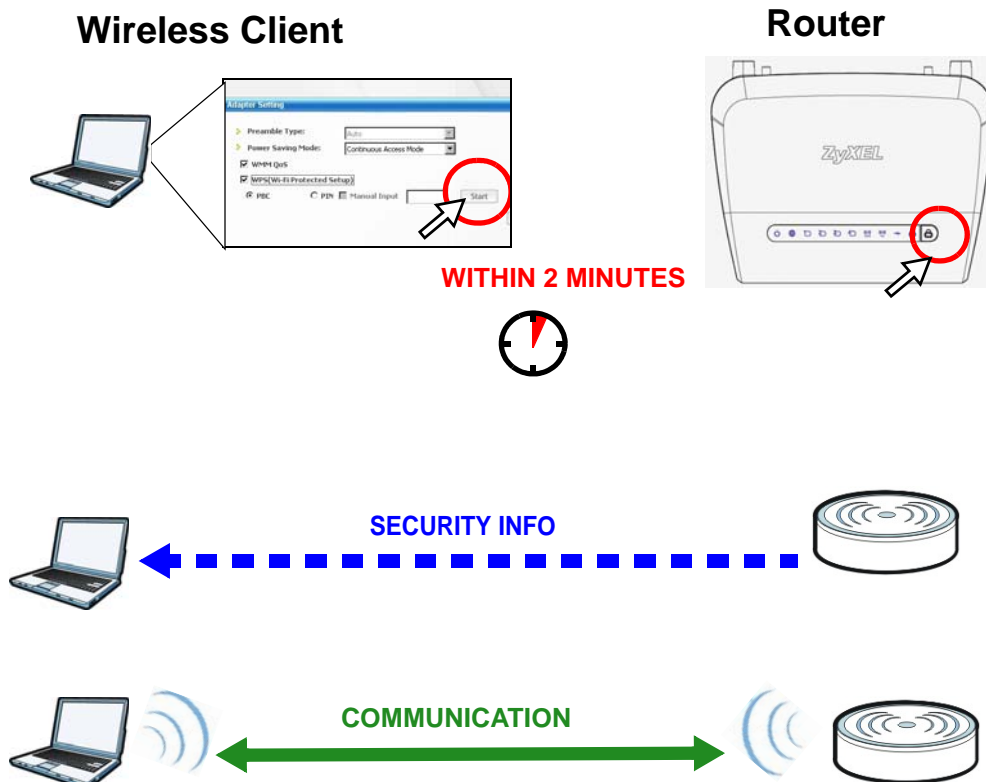 Wireless Client
Router
Adapter Setting
Preamble Type:
Auto
Power Saving Mode:
Continuous Access Mode
WMM QoS
WPS(Wi-Fi Protected Setup)
PBC
PIN
Manual Input
Start
ZyXEL
WITHIN 2 MINUTES
SECURITY INFO
COMMUNICATION